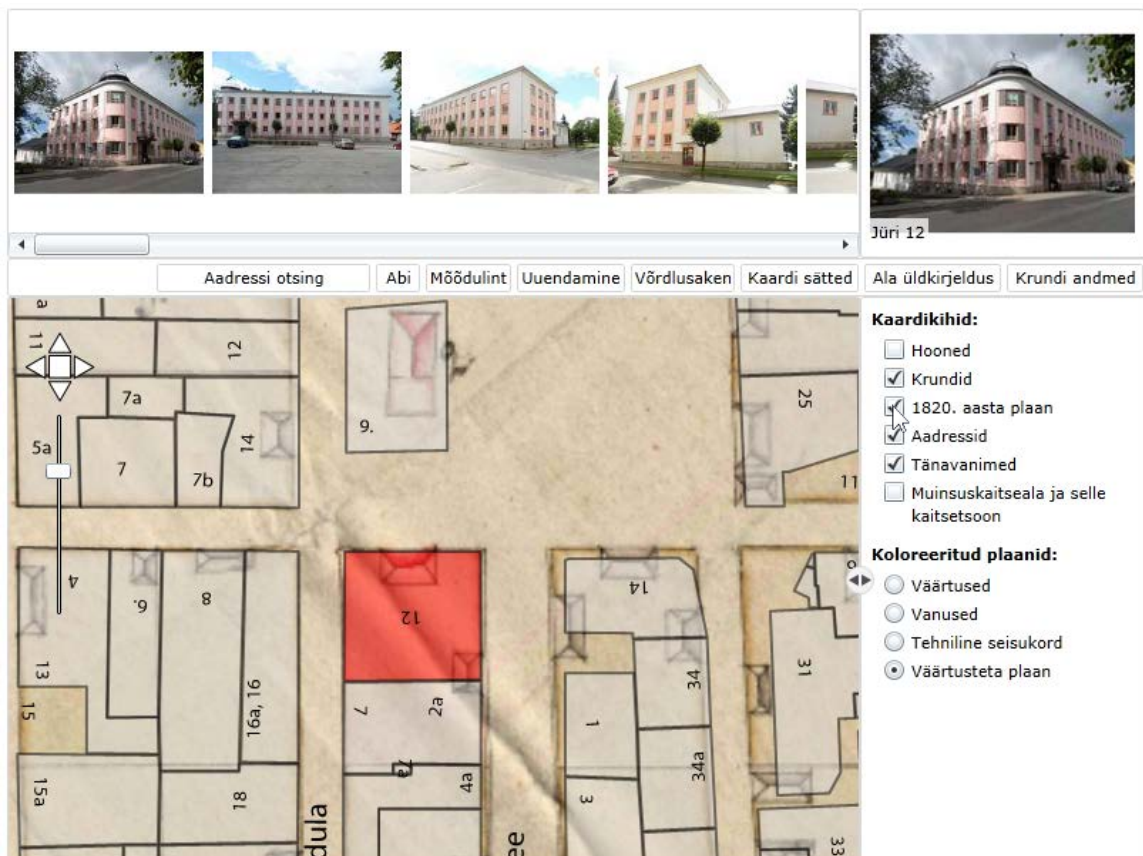 Jüri 12
Aadressi otsing
Abi
Mõõdulint
Uuendamine
Võrdlusaken
Kaardi sätted
Ala üldkirjeldus
Krundi andmed
a
11
12
7a
5a
7
7b
14
9.
25
11
4
6.
8
12
14
13
15
16a, 16
7
2a
34
1
31
7a
4a
34a
15a
18
3
33
dula
ee
Kaardikihid:
Hooned
Krundid
1820. aasta plaan
Aadressid
Tänavanimed
Muinsuskaitseala ja selle
kaitsetsoon
Koloreeritud plaanid:
Väärtused
Vanused
Tehniline seisukord
Väärtusteta plaan